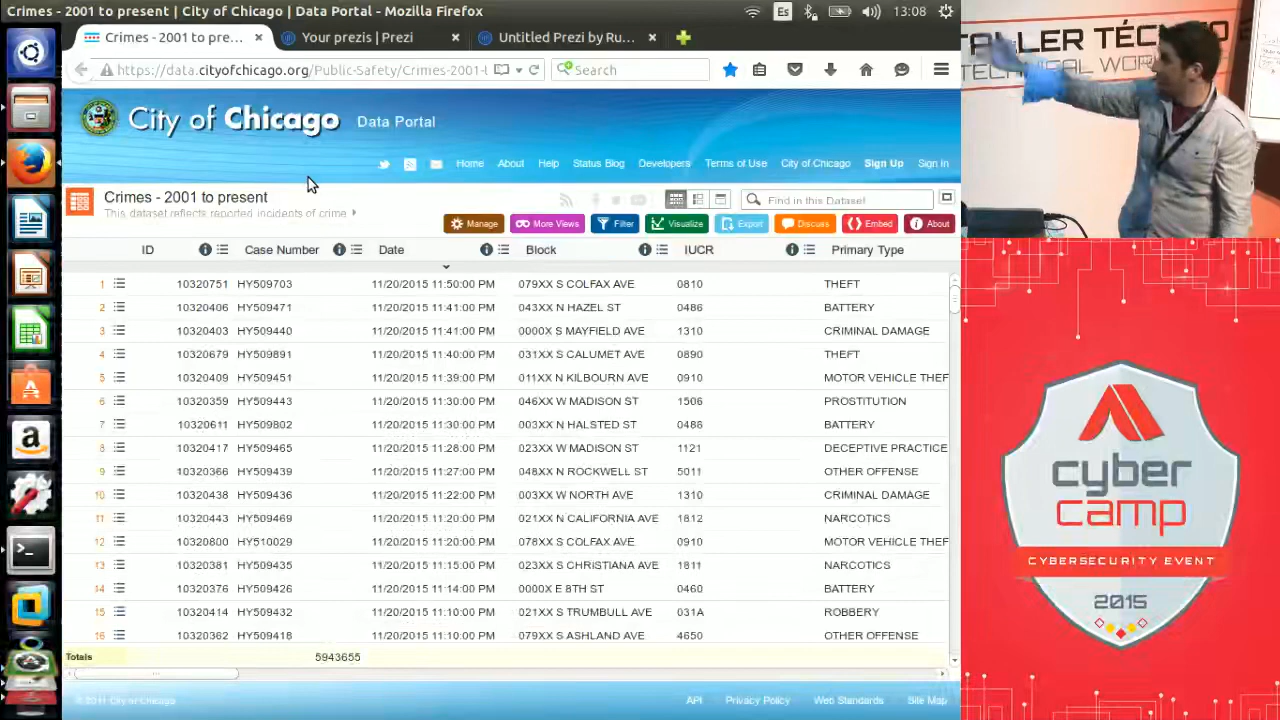 Crimes - 2001 to present | City of Chicago | Data Portal - Mozilla Firefox
Es
13:08
Crimes - 2001 to pre...
Your prezis | Prezi
Untitled Prezi by Ru...
https://data.cityofchicago.org/Public-Safety/Crimes-2001-
Search
City of Chicago Data Portal
Home About Help Status Blog Developers Terms of Use City of Chicago Sign Up Sign In
Crimes - 2001 to present
This dataset reflects reported incidents of crime
Find in this Dataset!
Manage More Views Filter Visualize Export Discuss Embed About
ID Case Number Date Block IUCR Primary Type
1 10320751 HY509703 11/20/2015 11:50:00 PM 079XX S COLFAX AVE 0810 THEFT
2 10320406 HY509471 11/20/2015 11:41:00 PM 043XX N HAZEL ST 0486 BATTERY
3 10320403 HY509440 11/20/2015 11:41:00 PM 0000X S MAYFIELD AVE 1310 CRIMINAL DAMAGE
4 10320679 HY509891 11/20/2015 11:40:00 PM 031XX S CALUMET AVE 0890 THEFT
5 10320409 HY509451 11/20/2015 11:39:00 PM 011XX N KILBOURN AVE 0910 MOTOR VEHICLE THEF
6 10320359 HY509443 11/20/2015 11:30:00 PM 046XX W MADISON ST 1506 PROSTITUTION
7 10320611 HY509802 11/20/2015 11:30:00 PM 003XX N HALSTED ST 0486 BATTERY
8 10320417 HY509465 11/20/2015 11:28:00 PM 023XX W MADISON ST 1121 DECEPTIVE PRACTICE
9 10320366 HY509439 11/20/2015 11:27:00 PM 048XX N ROCKWELL ST 5011 OTHER OFFENSE
10 10320438 HY509436 11/20/2015 11:22:00 PM 003XX W NORTH AVE 1310 CRIMINAL DAMAGE
11 10320443 HY509469 11/20/2015 11:20:00 PM 021XX N CALIFORNIA AVE 1812 NARCOTICS
12 10320800 HY510029 11/20/2015 11:20:00 PM 078XX S COLFAX AVE 0910 MOTOR VEHICLE THEF
13 10320381 HY509435 11/20/2015 11:15:00 PM 023XX S CHRISTIANA AVE 1811 NARCOTICS
14 10320376 HY509426 11/20/2015 11:14:00 PM 0000X E 8TH ST 0460 BATTERY
15 10320414 HY509432 11/20/2015 11:10:00 PM 021XX S TRUMBULL AVE 031A ROBBERY
16 10320362 HY509418 11/20/2015 11:10:00 PM 079XX S ASHLAND AVE 4650 OTHER OFFENSE
Totals 5943655
© 2011 City of Chicago
API Privacy Policy Web Standards Site Map
TALLER TÉCNICO
TECHNICAL WOR
cyber
camp
CYBERSECURITY EVENT
2015